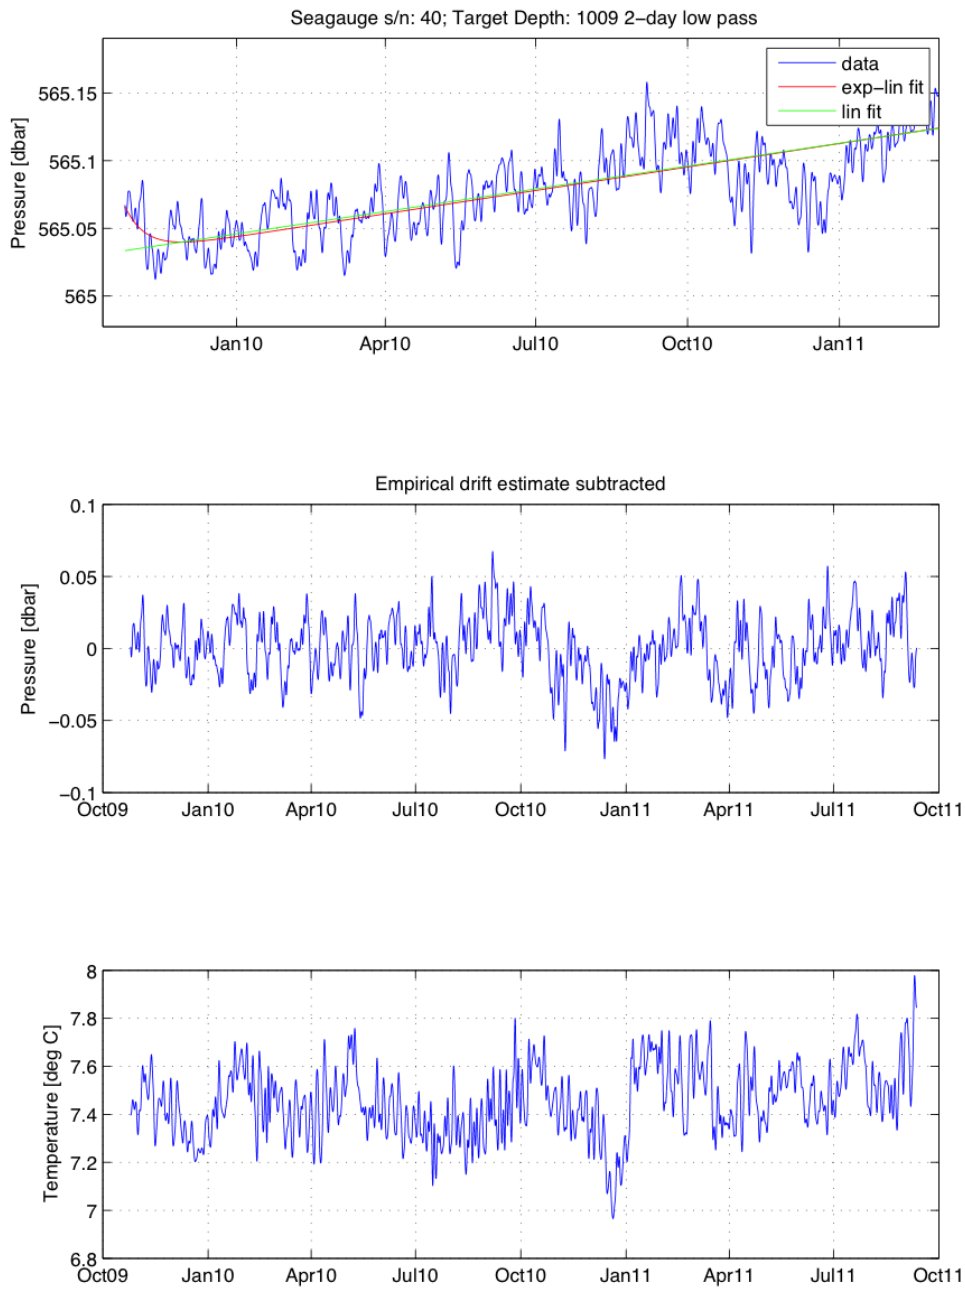 Seagauge s/n: 40; Target Depth: 1009 2−day low pass
data
exp−lin fit
lin fit
Pressure [dbar]
565.15
565.1
565.05
565
Jan10 Apr10 Jul10 Oct10 Jan11
Empirical drift estimate subtracted
Pressure [dbar]
0.1
0.05
0
−0.05
−0.1
Oct09 Jan10 Apr10 Jul10 Oct10 Jan11 Apr11 Jul11 Oct11
Temperature [deg C]
8
7.8
7.6
7.4
7.2
7
6.8
Oct09 Jan10 Apr10 Jul10 Oct10 Jan11 Apr11 Jul11 Oct11